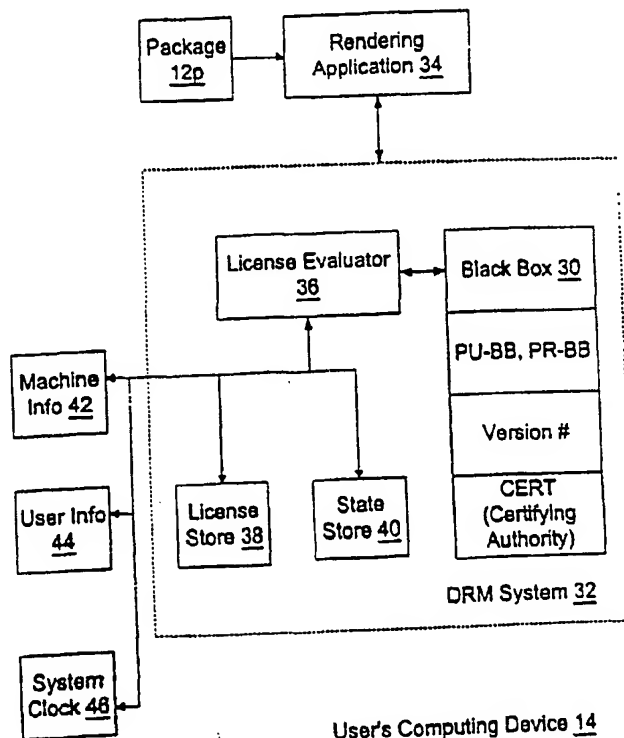 Package
12p
Rendering
Application 34
License Evaluator
36
Black Box 30
PU-BB, PR-BB
Version #
CERT
(Certifying
Authority)
Machine
Info 42
User Info
44
License
Store 38
State
Store 40
DRM System 32
System
Clock 46
User's Computing Device 14